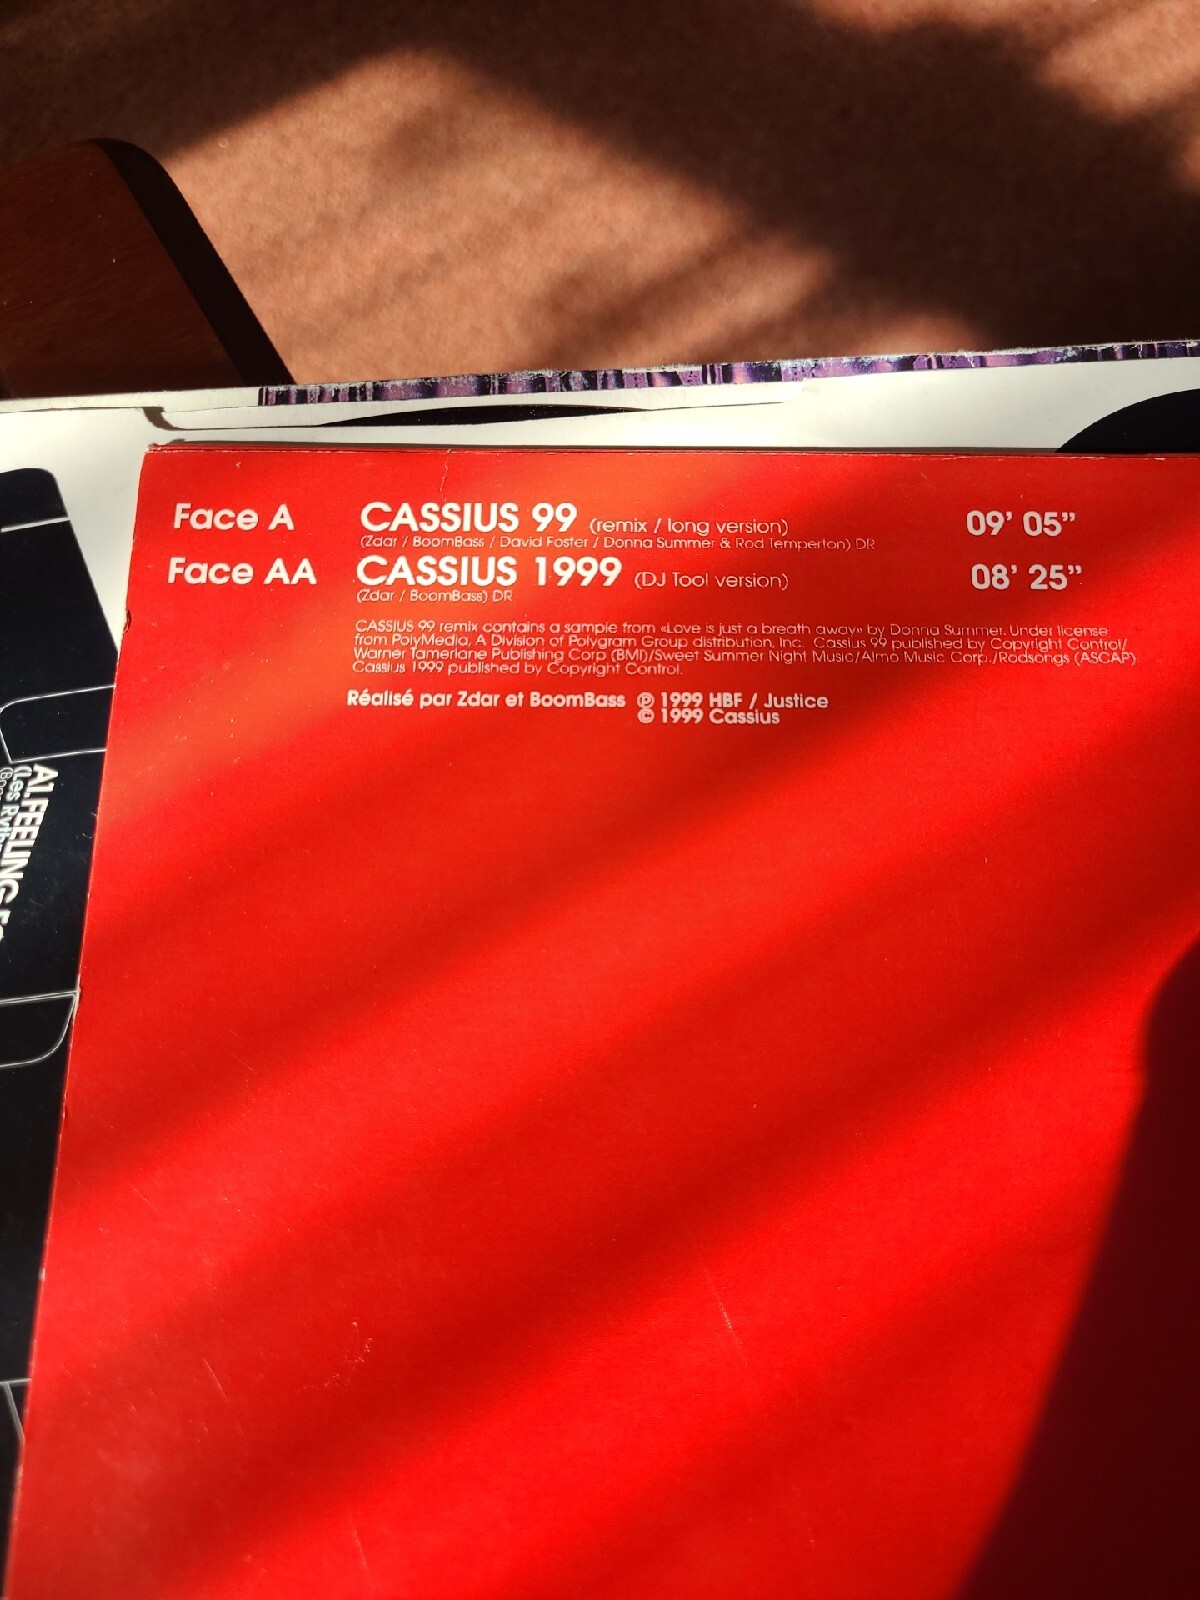 Face A CASSIUS 99 (remix / long version) 09' 05"
(Zdar / BoomBass / David Foster / Donna Summer & Rod Temperton) DR
Face AA CASSIUS 1999 (DJ Tool version) 08' 25"
(Zdar / BoomBass) DR
CASSIUS 99 remix contains a sample from «Love is just a breath away» by Donna Summer. Under license
from PolyMedia, A Division of Polygram Group distribution, Inc. Cassius 99 published by Copyright Control/
Warner Tamerlane Publishing Corp (BMI)/Sweet Summer Night Music/Almo Music Corp./Rodsongs (ASCAP)
Cassius 1999 published by Copyright Control.
Réalisé par Zdar et BoomBass ℗ 1999 HBF / Justice
© 1999 Cassius
A1.FEELING
(Les